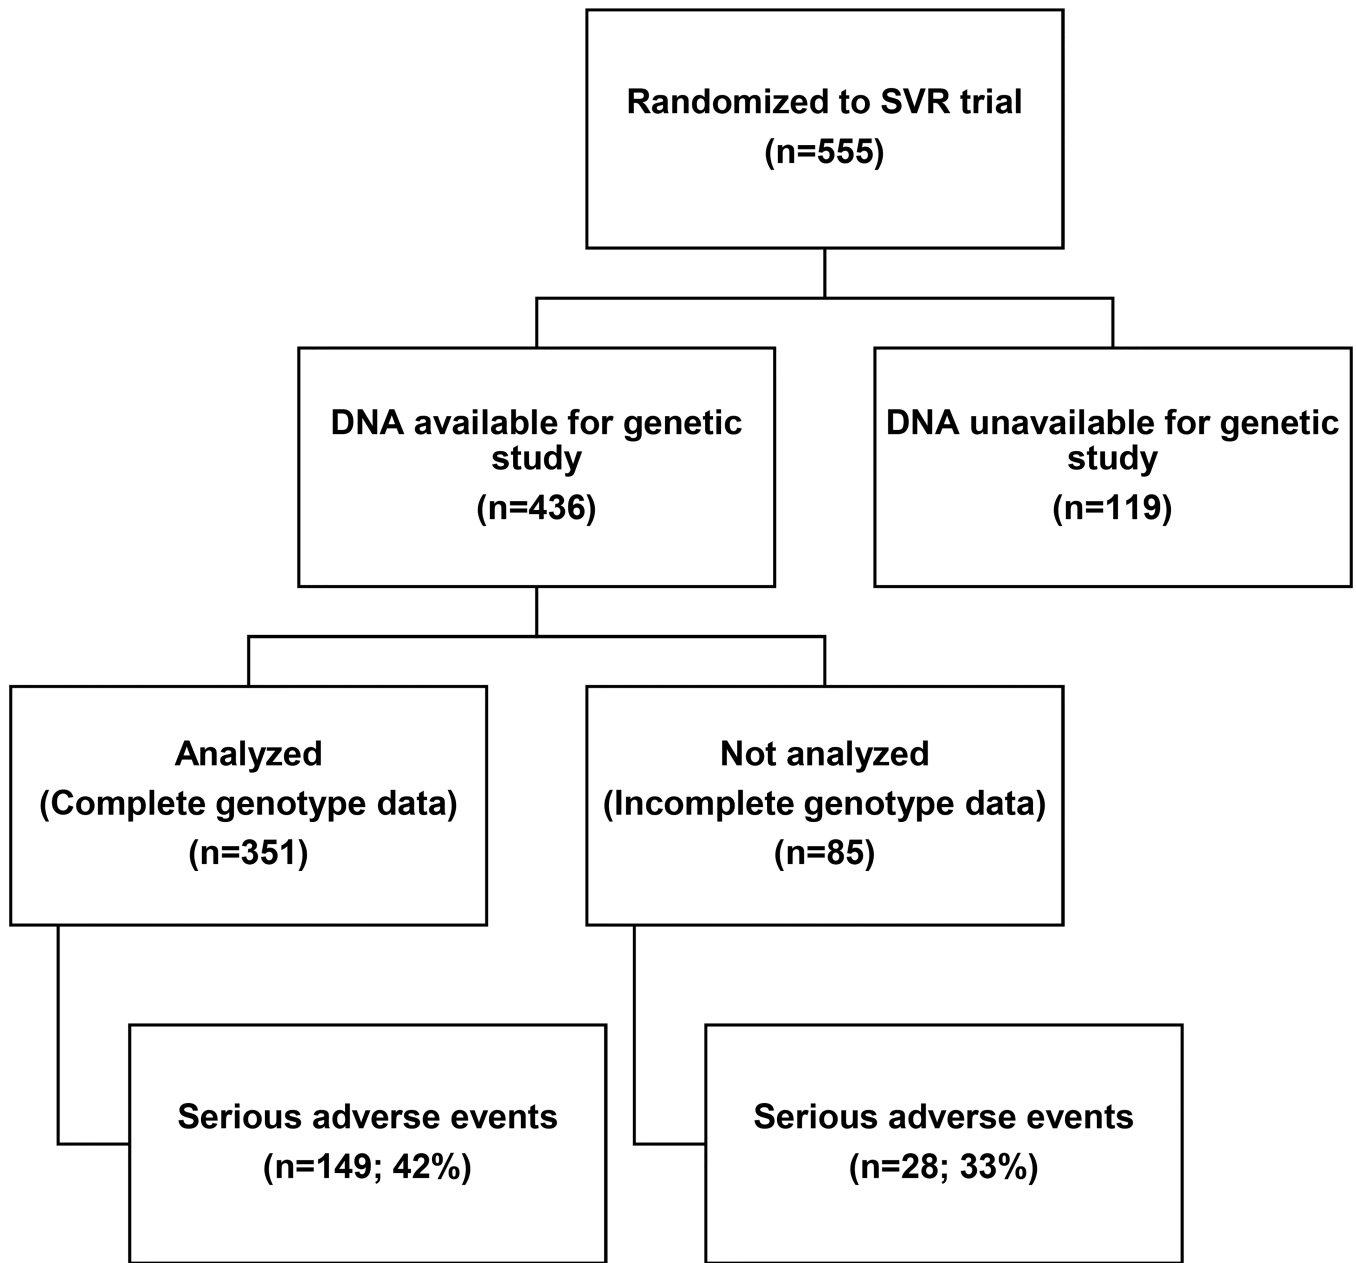 Randomized to SVR trial
(n=555)
DNA available for genetic
study
(n=436)
DNA unavailable for genetic
study
(n=119)
Analyzed
(Complete genotype data)
(n=351)
Not analyzed
(Incomplete genotype data)
(n=85)
Serious adverse events
(n=149; 42%)
Serious adverse events
(n=28; 33%)